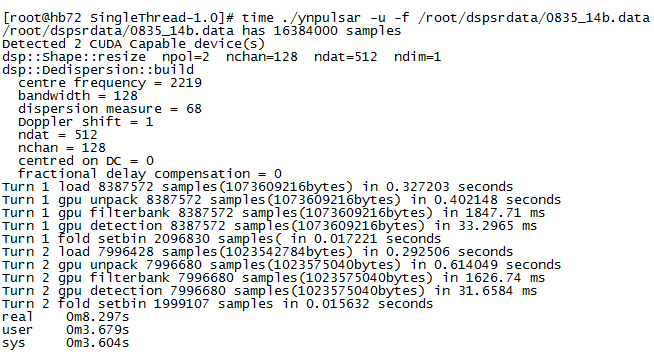 [root@hb72 SingleThread-1.0]# time ./ynpulsar -u -f /root/dspsrdata/0835_14b.data
/root/dspsrdata/0835_14b.data has 16384000 samples
Detected 2 CUDA Capable device(s)
dsp::Shape::resize  npol=2  nchan=128  ndat=512  ndim=1
dsp::Dedispersion::build
  centre frequency = 2219
  bandwidth = 128
  dispersion measure = 68
  Doppler shift = 1
  ndat = 512
  nchan = 128
  centred on DC = 0
  fractional delay compensation = 0
Turn 1 load 8387572 samples(1073609216bytes) in 0.327203 seconds
Turn 1 gpu unpack 8387572 samples(1073609216bytes) in 0.402148 seconds
Turn 1 gpu filterbank 8387572 samples(1073609216bytes) in 1847.71 ms
Turn 1 gpu detection 8387572 samples(1073609216bytes) in 33.2965 ms
Turn 1 fold setbin 2096830 samples( in 0.017221 seconds
Turn 2 load 7996428 samples(1023542784bytes) in 0.292506 seconds
Turn 2 gpu unpack 7996680 samples(1023575040bytes) in 0.614049 seconds
Turn 2 gpu filterbank 7996680 samples(1023575040bytes) in 1626.74 ms
Turn 2 gpu detection 7996680 samples(1023575040bytes) in 31.6584 ms
Turn 2 fold setbin 1999107 samples in 0.015632 seconds
real    0m8.297s
user    0m3.679s
sys     0m3.604s